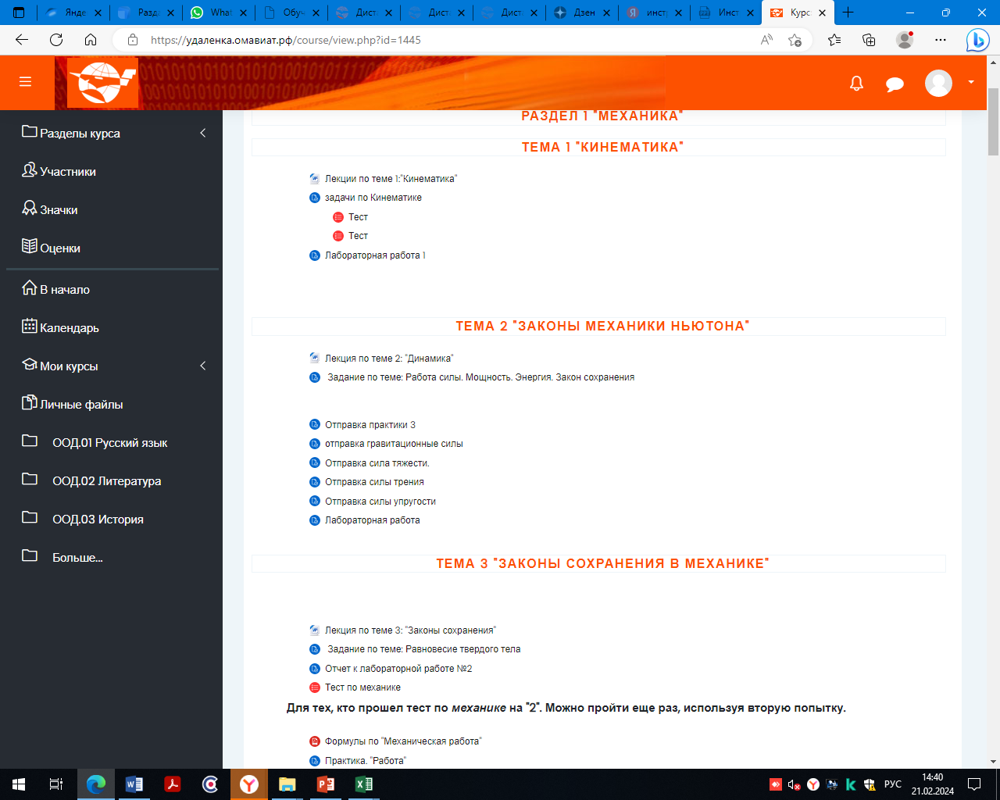 Янде
Разд
What
Обу
Дист
Дист
Дист
Дзен
инст
Инст
Курс
https://удаленка.омавиат.рф/course/view.php?id=1445
Разделы курса
Участники
Значки
Оценки
В начало
Календарь
Мои курсы
Личные файлы
ООД.01 Русский язык
ООД.02 Литература
ООД.03 История
Больше...
РАЗДЕЛ 1 "МЕХАНИКА"
ТЕМА 1 "КИНЕМАТИКА"
Лекции по теме 1:"Кинематика"
задачи по Кинематике
Тест
Тест
Лабораторная работа 1
ТЕМА 2 "ЗАКОНЫ МЕХАНИКИ НЬЮТОНА"
Лекция по теме 2: "Динамика"
Задание по теме: Работа силы. Мощность. Энергия. Закон сохранения
Отправка практики 3
отправка гравитационные силы
Отправка сила тяжести.
Отправка силы трения
Отправка силы упругости
Лабораторная работа
ТЕМА 3 "ЗАКОНЫ СОХРАНЕНИЯ В МЕХАНИКЕ"
Лекция по теме 3: "Законы сохранения"
Задание по теме: Равновесие твердого тела
Отчет к лабораторной работе №2
Тест по механике
Для тех, кто прошел тест по механике на "2". Можно пройти еще раз, используя вторую попытку.
Формулы по "Механическая работа"
Практика. "Работа"
РУС
14:40
21.02.2024